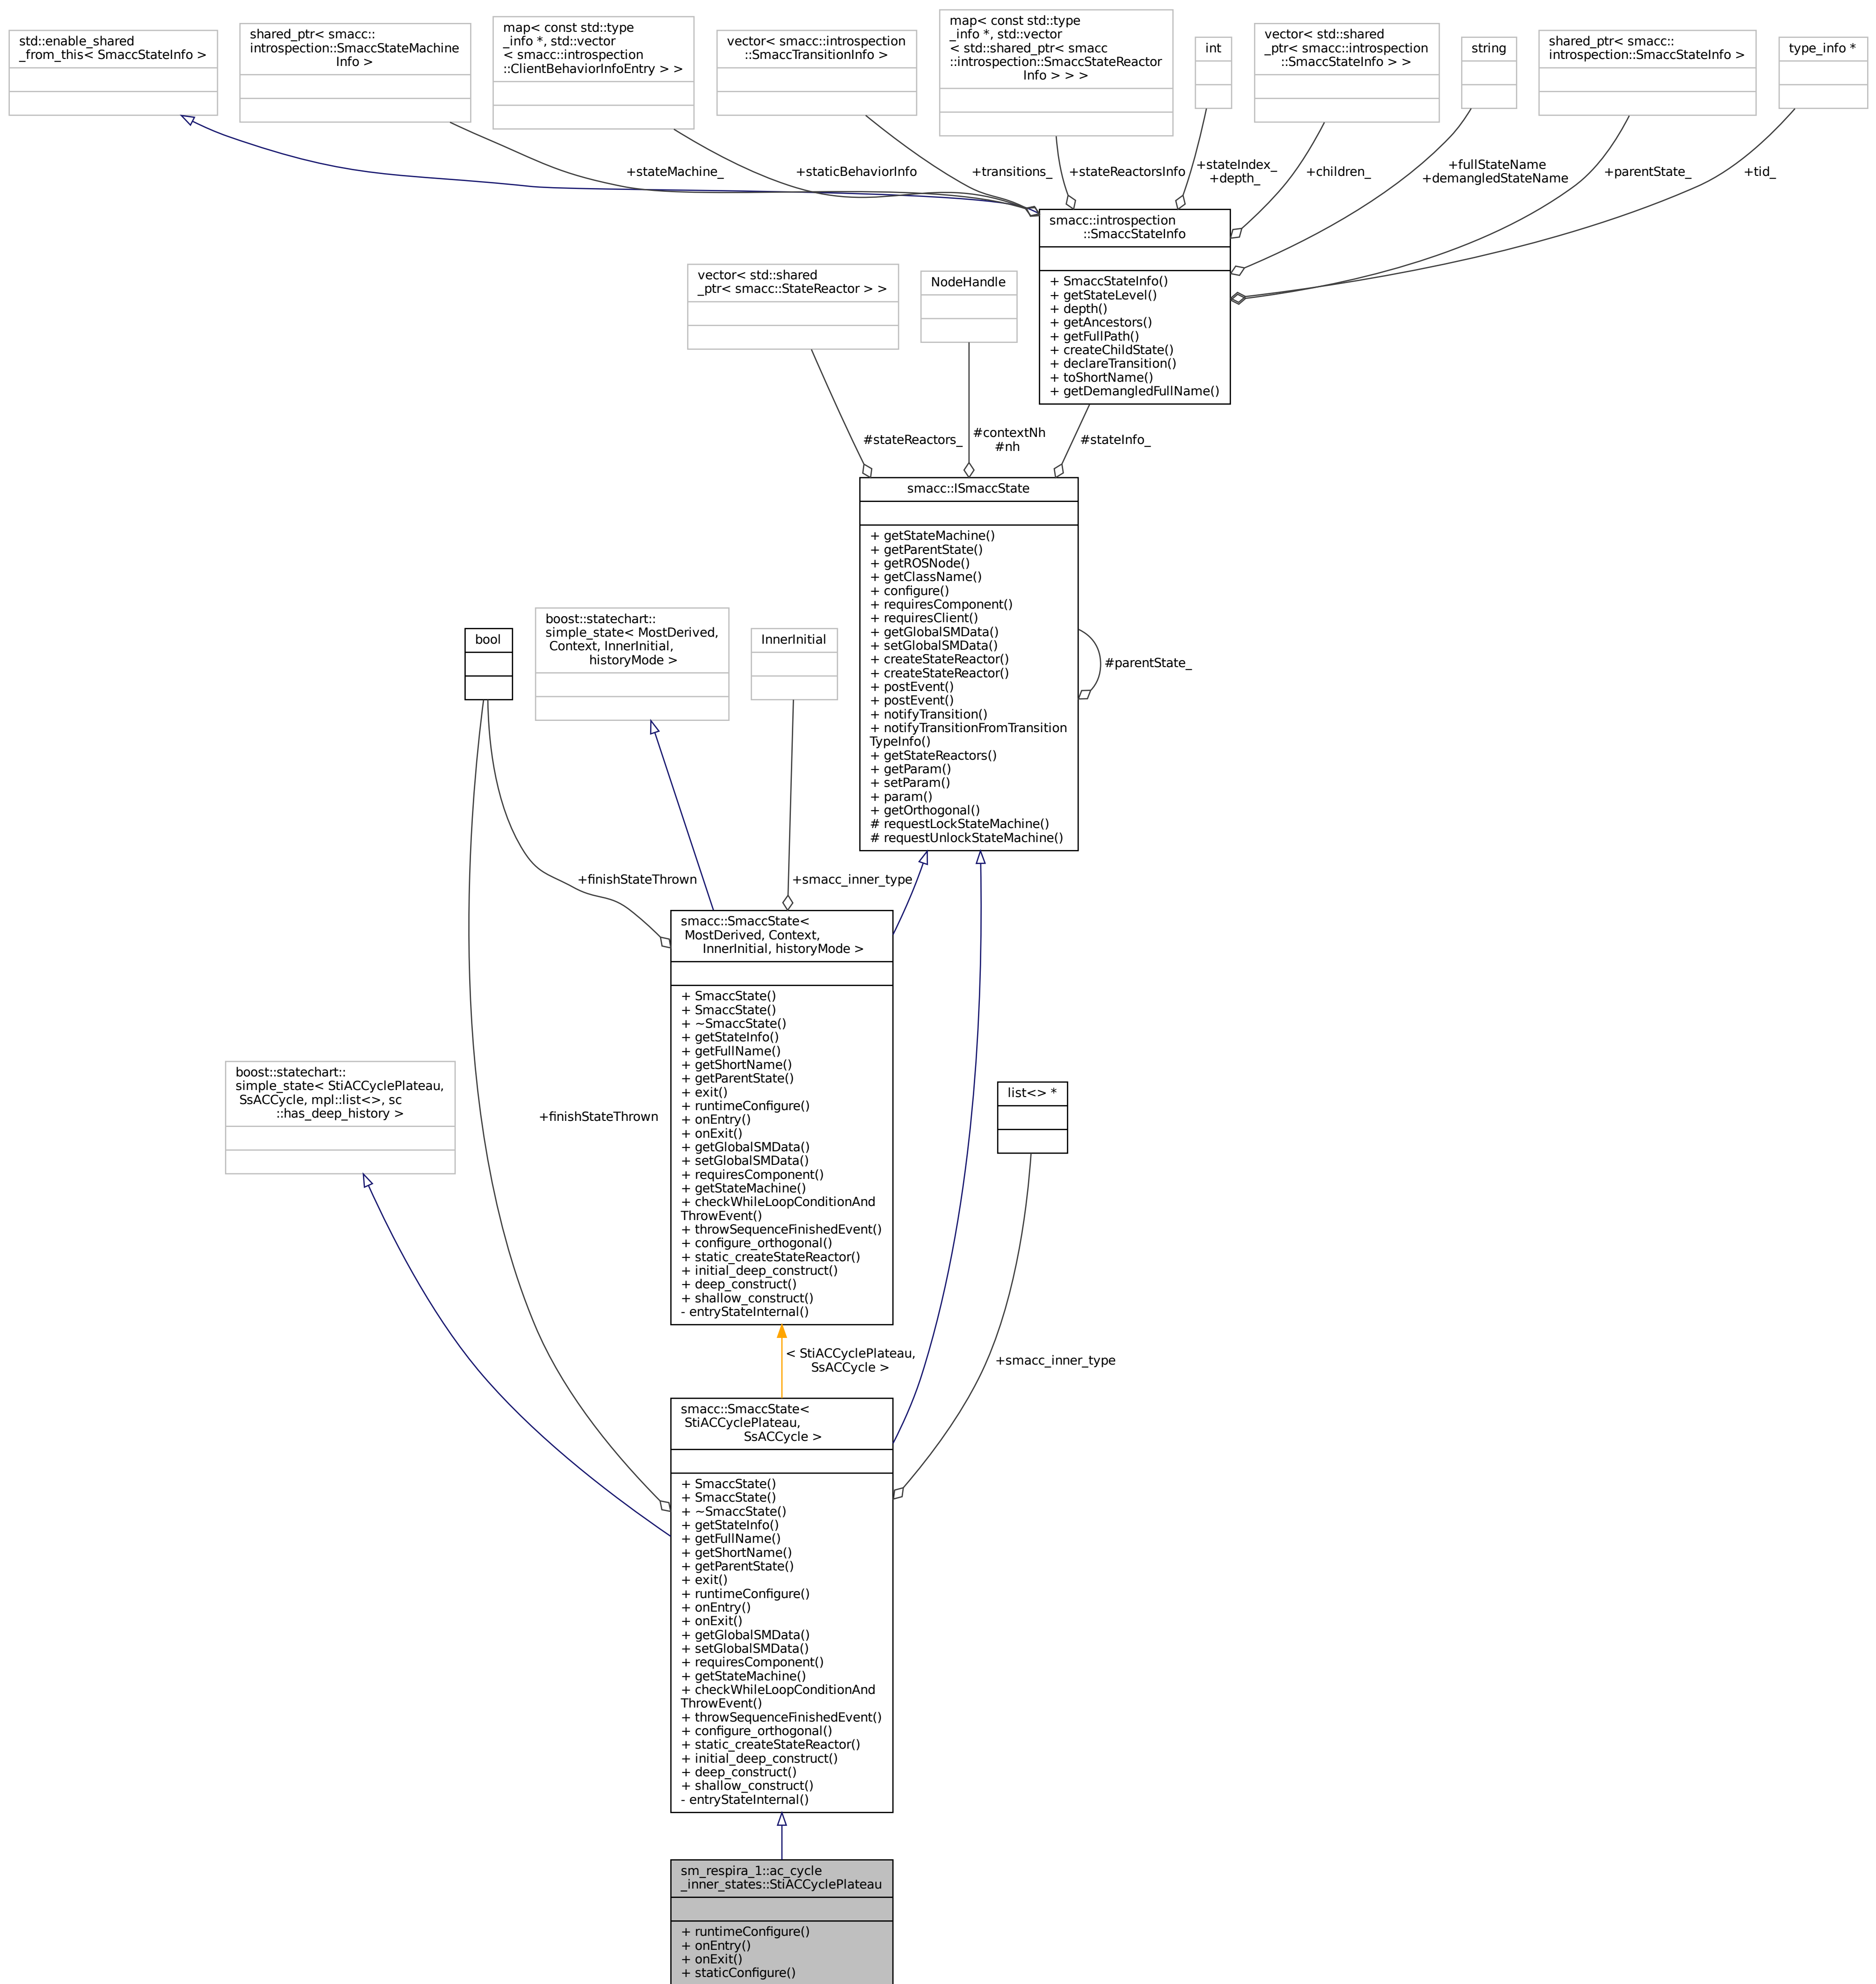 std::enable_shared
_from_this< SmaccStateInfo >
shared_ptr< smacc::
introspection::SmaccStateMachine
Info >
map< const std::type
_info *, std::vector
< smacc::introspection
::ClientBehaviorInfoEntry > >
vector< smacc::introspection
::SmaccTransitionInfo >
map< const std::type
_info *, std::vector
< std::shared_ptr< smacc
::introspection::SmaccStateReactor
Info > > >
int
vector< std::shared
_ptr< smacc::introspection
::SmaccStateInfo > >
string
shared_ptr< smacc::
introspection::SmaccStateInfo >
type_info *
+stateMachine_
+staticBehaviorInfo
+transitions_
+stateReactorsInfo
+stateIndex_
+depth_
+children_
+fullStateName
+demangledStateName
+parentState_
+tid_
smacc::introspection
::SmaccStateInfo
+ SmaccStateInfo()
+ getStateLevel()
+ depth()
+ getAncestors()
+ getFullPath()
+ createChildState()
+ declareTransition()
+ toShortName()
+ getDemangledFullName()
vector< std::shared
_ptr< smacc::StateReactor > >
NodeHandle
#stateReactors_
#contextNh
#nh
#stateInfo_
smacc::ISmaccState
+ getStateMachine()
+ getParentState()
+ getROSNode()
+ getClassName()
+ configure()
+ requiresComponent()
+ requiresClient()
+ getGlobalSMData()
+ setGlobalSMData()
+ createStateReactor()
+ createStateReactor()
+ postEvent()
+ postEvent()
+ notifyTransition()
+ notifyTransitionFromTransition
TypeInfo()
+ getStateReactors()
+ getParam()
+ setParam()
+ param()
+ getOrthogonal()
# requestLockStateMachine()
# requestUnlockStateMachine()
#parentState_
bool
boost::statechart::
simple_state< MostDerived,
Context, InnerInitial,
historyMode >
InnerInitial
+finishStateThrown
+smacc_inner_type
smacc::SmaccState<
MostDerived, Context,
InnerInitial, historyMode >
+ SmaccState()
+ SmaccState()
+ ~SmaccState()
+ getStateInfo()
+ getFullName()
+ getShortName()
+ getParentState()
+ exit()
+ runtimeConfigure()
+ onEntry()
+ onExit()
+ getGlobalSMData()
+ setGlobalSMData()
+ requiresComponent()
+ getStateMachine()
+ checkWhileLoopConditionAnd
ThrowEvent()
+ throwSequenceFinishedEvent()
+ configure_orthogonal()
+ static_createStateReactor()
+ initial_deep_construct()
+ deep_construct()
+ shallow_construct()
- entryStateInternal()
boost::statechart::
simple_state< StiACCyclePlateau,
SsACCycle, mpl::list<>, sc
::has_deep_history >
+finishStateThrown
list<> *
< StiACCyclePlateau,
SsACCycle >
+smacc_inner_type
smacc::SmaccState<
StiACCyclePlateau,
SsACCycle >
+ SmaccState()
+ SmaccState()
+ ~SmaccState()
+ getStateInfo()
+ getFullName()
+ getShortName()
+ getParentState()
+ exit()
+ runtimeConfigure()
+ onEntry()
+ onExit()
+ getGlobalSMData()
+ setGlobalSMData()
+ requiresComponent()
+ getStateMachine()
+ checkWhileLoopConditionAnd
ThrowEvent()
+ throwSequenceFinishedEvent()
+ configure_orthogonal()
+ static_createStateReactor()
+ initial_deep_construct()
+ deep_construct()
+ shallow_construct()
- entryStateInternal()
sm_respira_1::ac_cycle
_inner_states::StiACCyclePlateau
+ runtimeConfigure()
+ onEntry()
+ onExit()
+ staticConfigure()